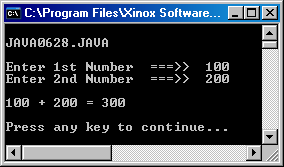 C:\Program Files\Xinox Software...
JAVA0628.JAVA
Enter 1st Number  ===>>  100
Enter 2nd Number  ===>>  200
100 + 200 = 300
Press any key to continue...